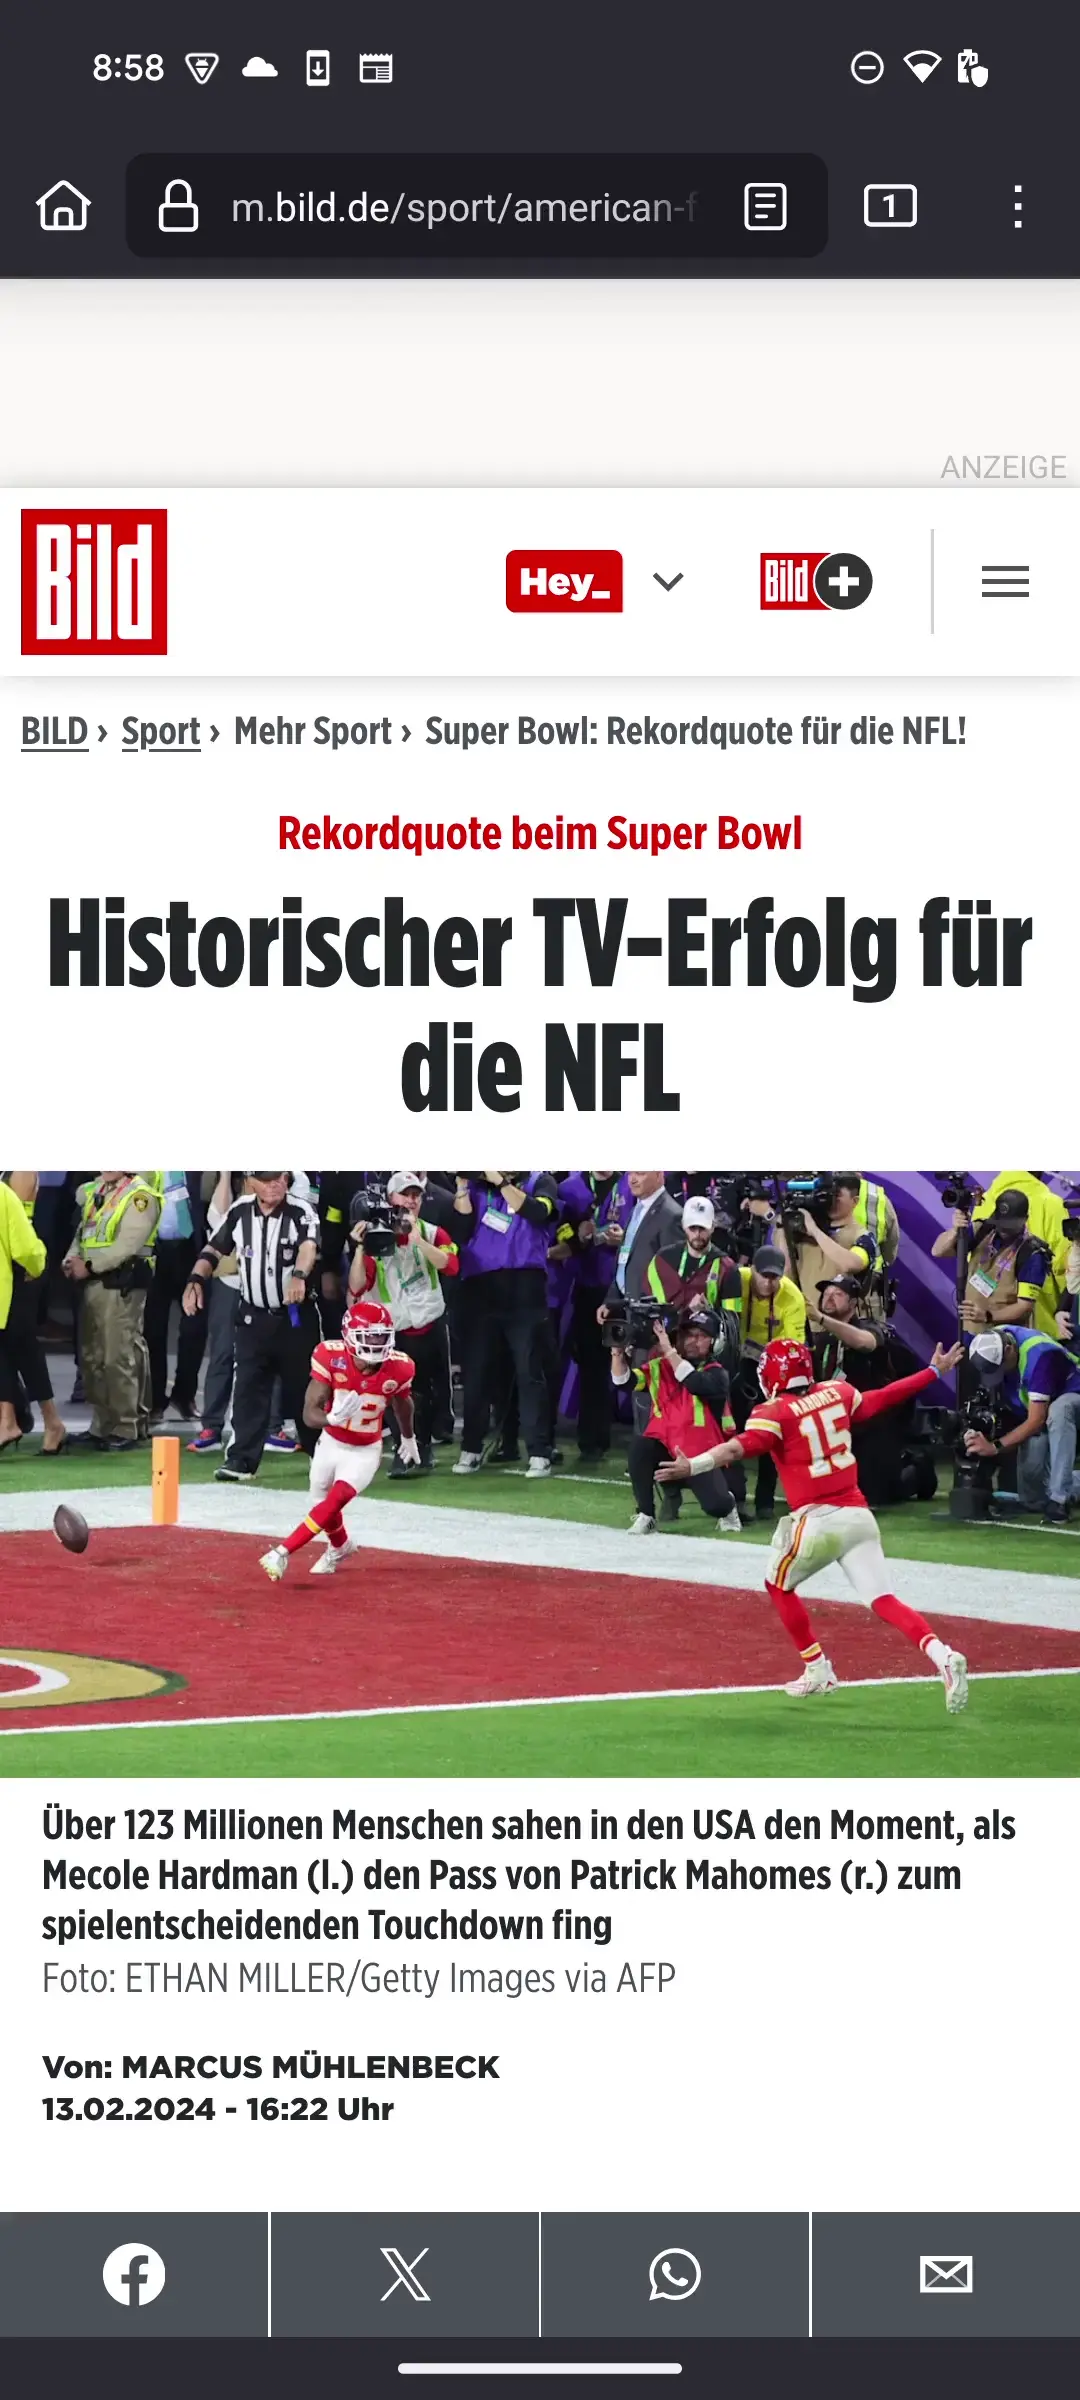 8:58
m.bild.de/sport/american-f
1
ANZEIGE
Bild
Hey_
Bild
BILD › Sport › Mehr Sport › Super Bowl: Rekordquote für die NFL!
Rekordquote beim Super Bowl
Historischer TV-Erfolg für
die NFL
MAHOMES
15
12
Über 123 Millionen Menschen sahen in den USA den Moment, als
Mecole Hardman (l.) den Pass von Patrick Mahomes (r.) zum
spielentscheidenden Touchdown fing
Foto: ETHAN MILLER/Getty Images via AFP
Von: MARCUS MÜHLENBECK
13.02.2024 - 16:22 Uhr